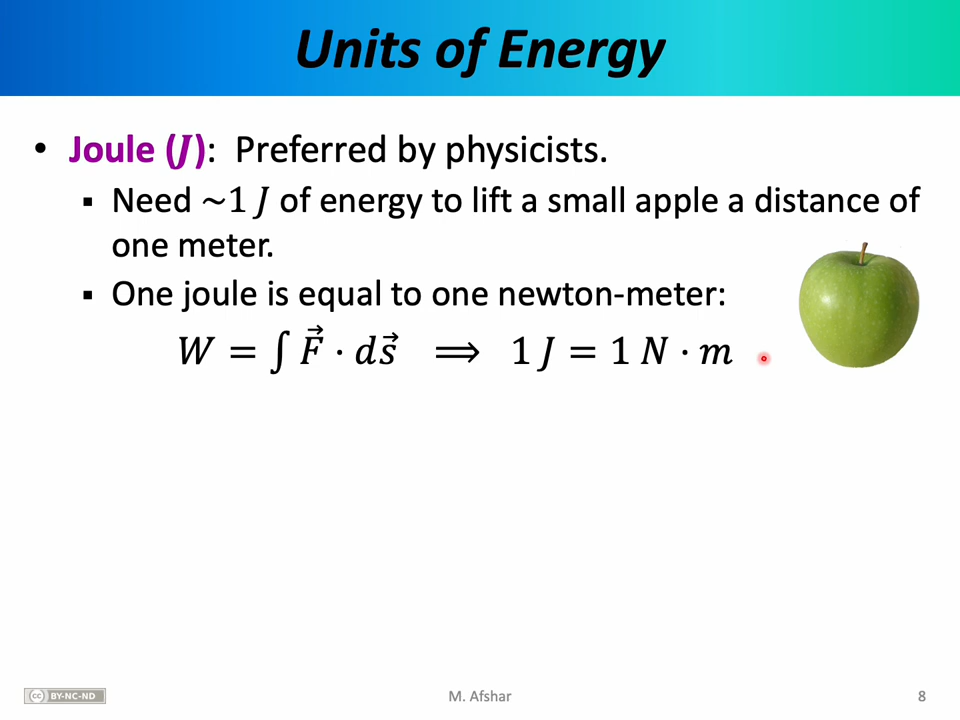 Units of Energy
• Joule (J): Preferred by physicists.
▪ Need ~1 J of energy to lift a small apple a distance of
one meter.
▪ One joule is equal to one newton-meter:
W = ∫ F⃗ · ds⃗ ⟹ 1 J = 1 N · m
cc BY-NC-ND
M. Afshar
8